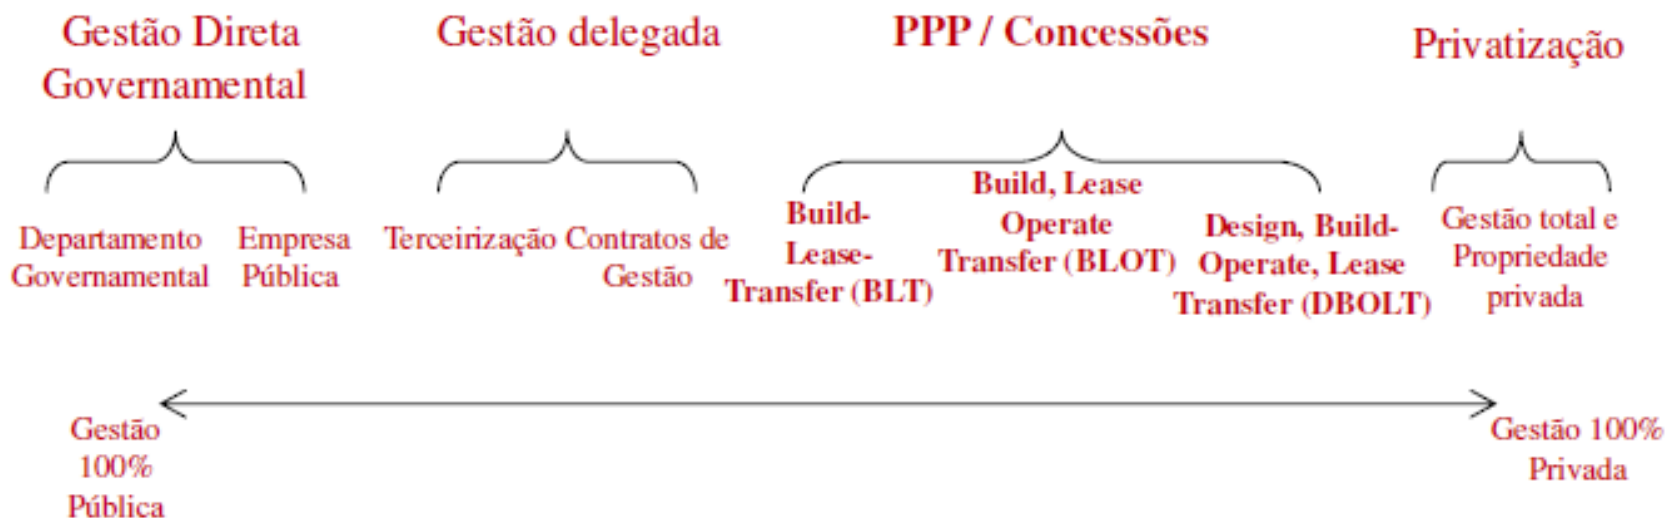 Gestão Direta
Governamental
Gestão delegada
PPP / Concessões
Privatização
Departamento
Governamental
Empresa
Pública
Terceirização
Contratos de
Gestão
Build-
Lease-
Transfer (BLT)
Build, Lease
Operate
Transfer (BLOT)
Design, Build-
Operate, Lease
Transfer (DBOLT)
Gestão total e
Propriedade
privada
Gestão
100%
Pública
Gestão 100%
Privada